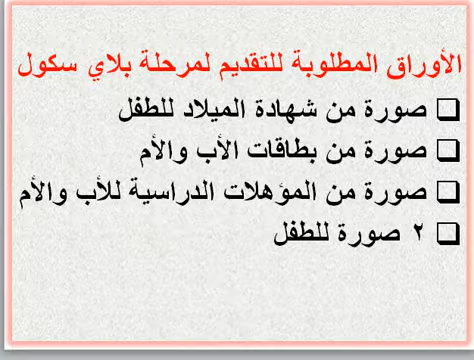 الأوراق المطلوبة للتقديم لمرحلة بلاي سكول
❑ صورة من شهادة الميلاد للطفل
❑ صورة من بطاقات الأب والأم
❑ صورة من المؤهلات الدراسية للأب والأم
❑ ٢ صورة للطفل